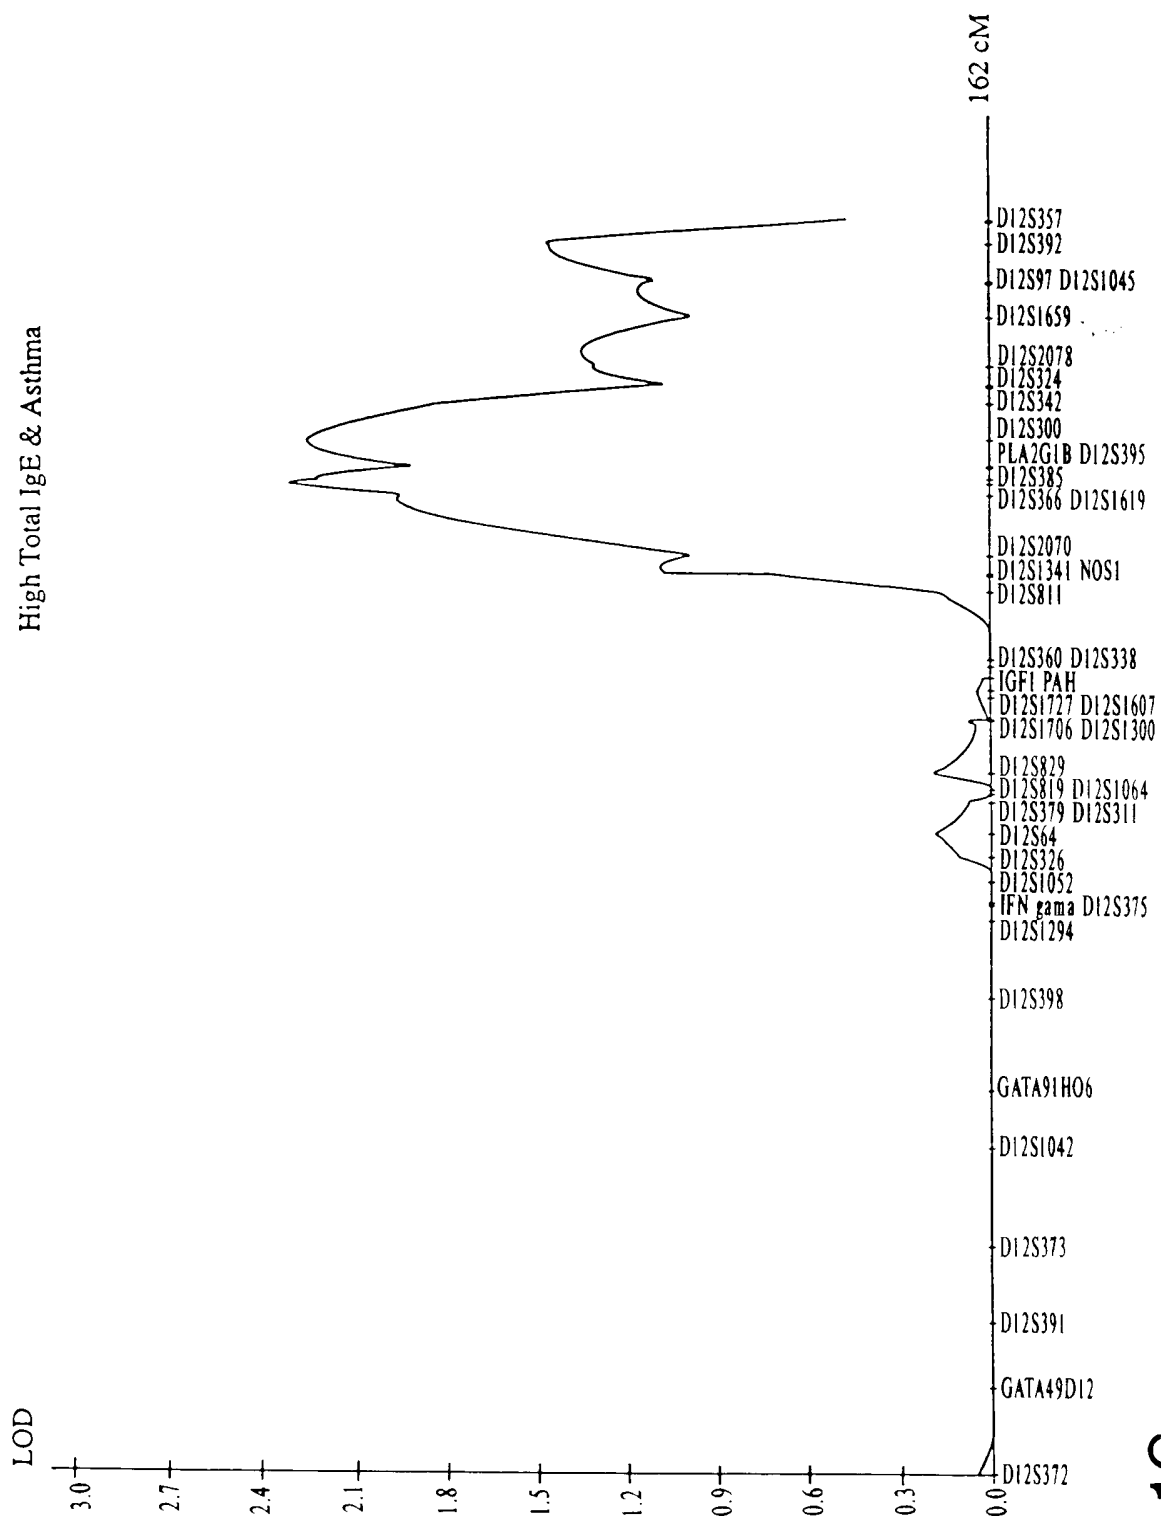 High Total IgE & Asthma
LOD
3.0
2.7
2.4
2.1
1.8
1.5
1.2
0.9
0.6
0.3
0.0
D12S372
GATA49D12
D12S391
D12S373
D12S1042
GATA91HO6
D12S398
D12S1294
IFN gama D12S375
D12S1052
D12S326
D12S64
D12S379 D12S311
D12S819 D12S1064
D12S829
D12S1706 D12S1300
D12S1727 D12S1607
IGF1 PAH
D12S360 D12S338
D12S811
D12S1341 NOS1
D12S2070
D12S366 D12S1619
D12S385
PLA2G1B D12S395
D12S300
D12S342
D12S324
D12S2078
D12S1659
D12S97 D12S1045
D12S392
D12S357
162 cM